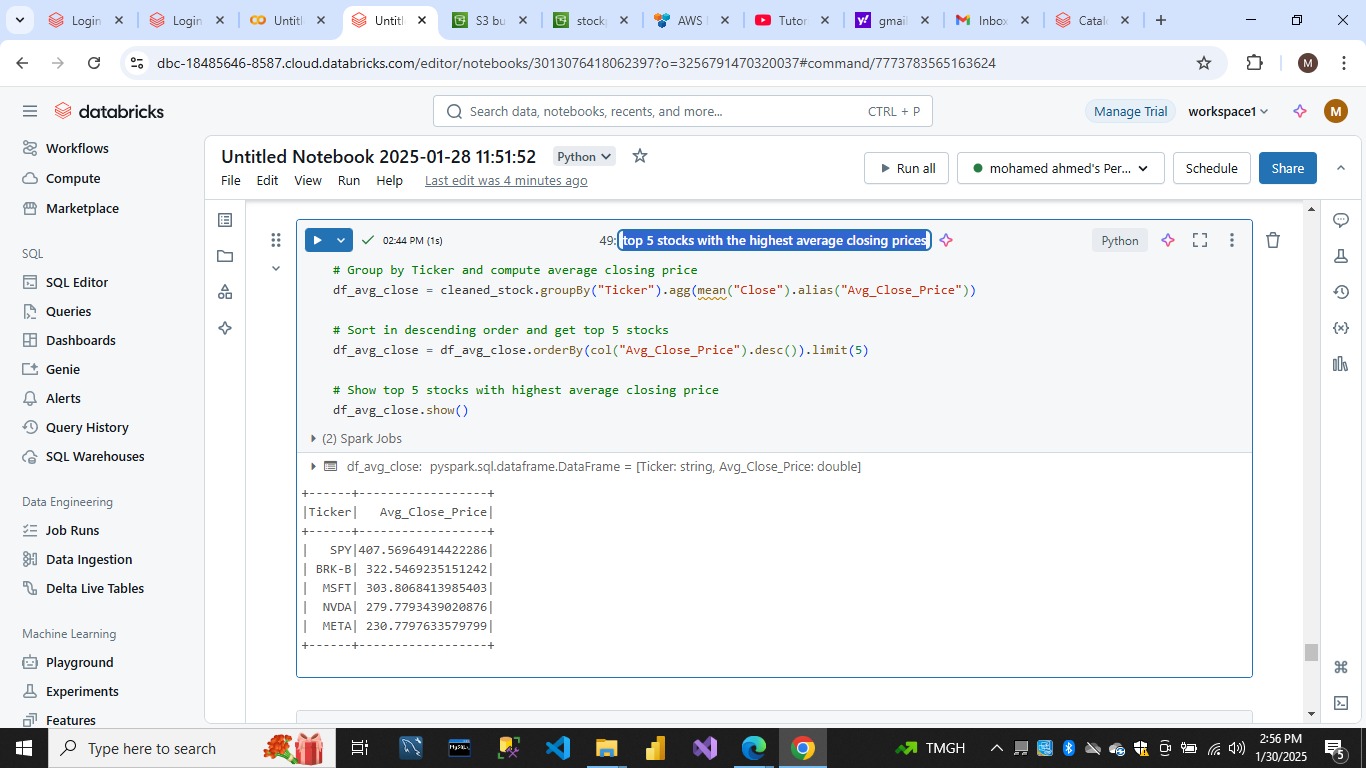 Login
Login
Untitl
Untitl
S3 bu
stock
AWS
Tutor
gmai
Inbo
Catal
dbc-18485646-8587.cloud.databricks.com/editor/notebooks/3013076418062397?o=3256791470320037#command/7773783565163624
M
databricks
Search data, notebooks, recents, and more...
CTRL + P
Manage Trial
workspace1
M
Workflows
Compute
Marketplace
SQL
SQL Editor
Queries
Dashboards
Genie
Alerts
Query History
SQL Warehouses
Data Engineering
Job Runs
Data Ingestion
Delta Live Tables
Machine Learning
Playground
Experiments
Features
Untitled Notebook 2025-01-28 11:51:52
Python
File Edit View Run Help Last edit was 4 minutes ago
Run all
mohamed ahmed's Per...
Schedule
Share
02:44 PM (1s)
49:
top 5 stocks with the highest average closing prices
Python
# Group by Ticker and compute average closing price
df_avg_close = cleaned_stock.groupBy("Ticker").agg(mean("Close").alias("Avg_Close_Price"))
# Sort in descending order and get top 5 stocks
df_avg_close = df_avg_close.orderBy(col("Avg_Close_Price").desc()).limit(5)
# Show top 5 stocks with highest average closing price
df_avg_close.show()
(2) Spark Jobs
df_avg_close: pyspark.sql.dataframe.DataFrame = [Ticker: string, Avg_Close_Price: double]
+------+-----------------+
|Ticker|  Avg_Close_Price|
+------+-----------------+
|   SPY|407.56964914422286|
| BRK-B| 322.5469235151242|
|  MSFT| 303.8068413985403|
|  NVDA| 279.7793439020876|
|  META| 230.7797633579799|
+------+-----------------+
Type here to search
TMGH
2:56 PM
1/30/2025
5